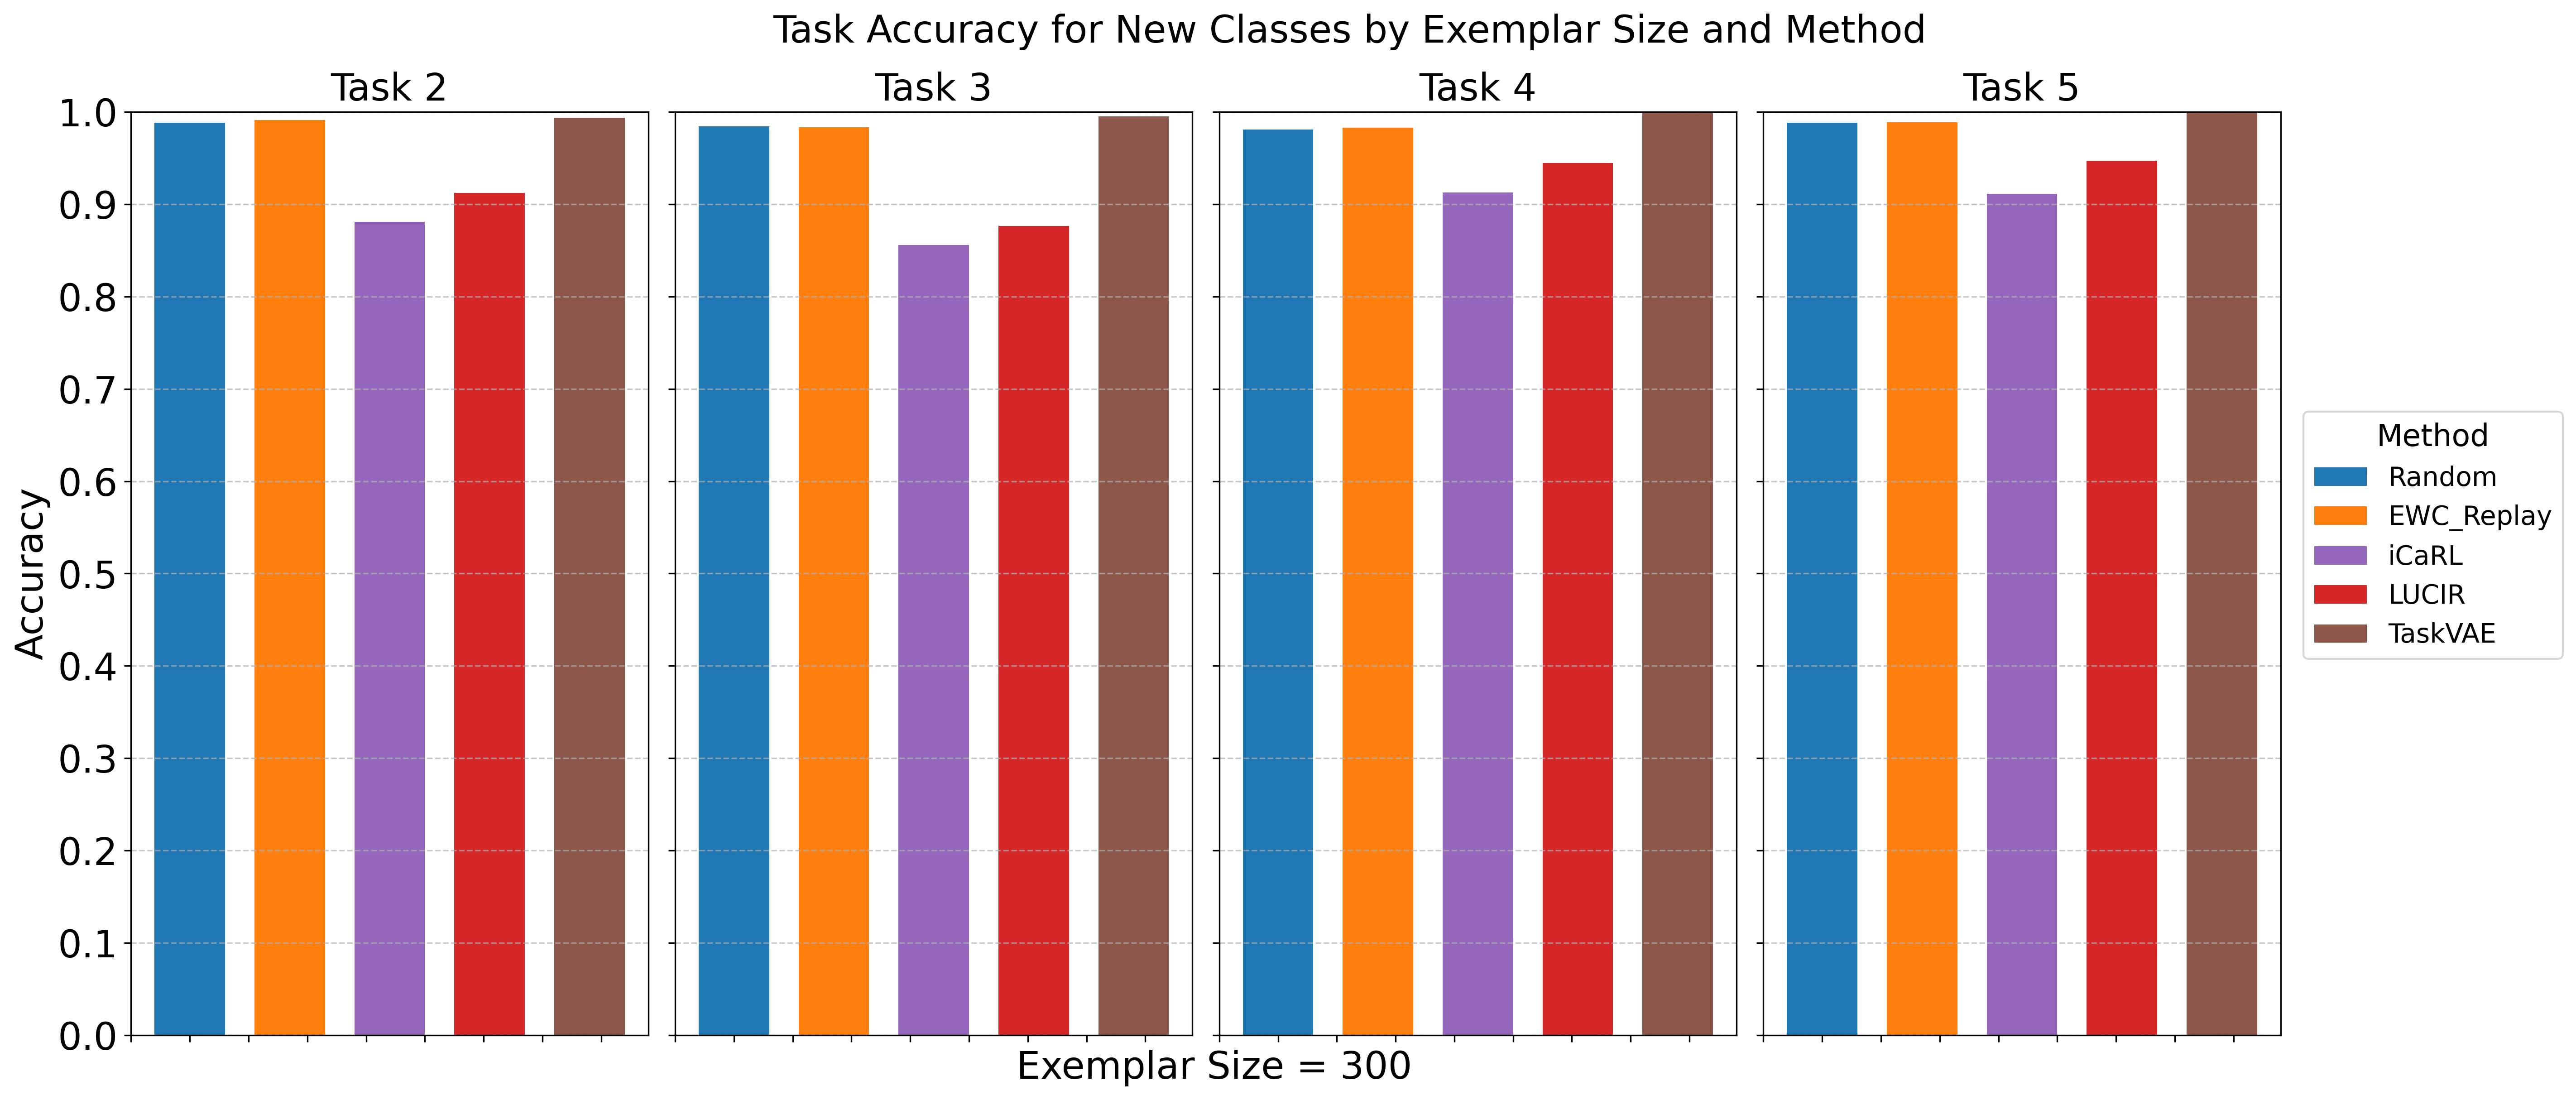 Task Accuracy for New Classes by Exemplar Size and Method
Task 2
Task 3
Task 4
Task 5
1.0
0.9
0.8
0.7
0.6
0.5
0.4
0.3
0.2
0.1
0.0
Accuracy
Exemplar Size = 300
Method
Random
EWC_Replay
iCaRL
LUCIR
TaskVAE